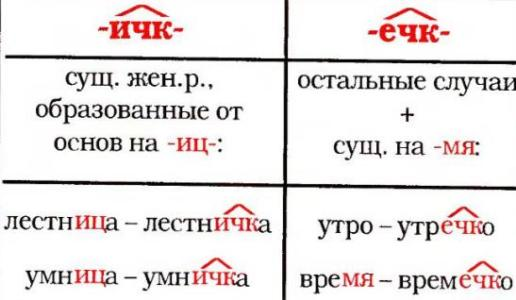 -ичк-
-ечк-
сущ. жен.р.,
образованные от
основ на -иц-:
остальные случаи
+
сущ. на -мя:
лестница – лестничка
умница – умничка
утро – утречко
время – времечко